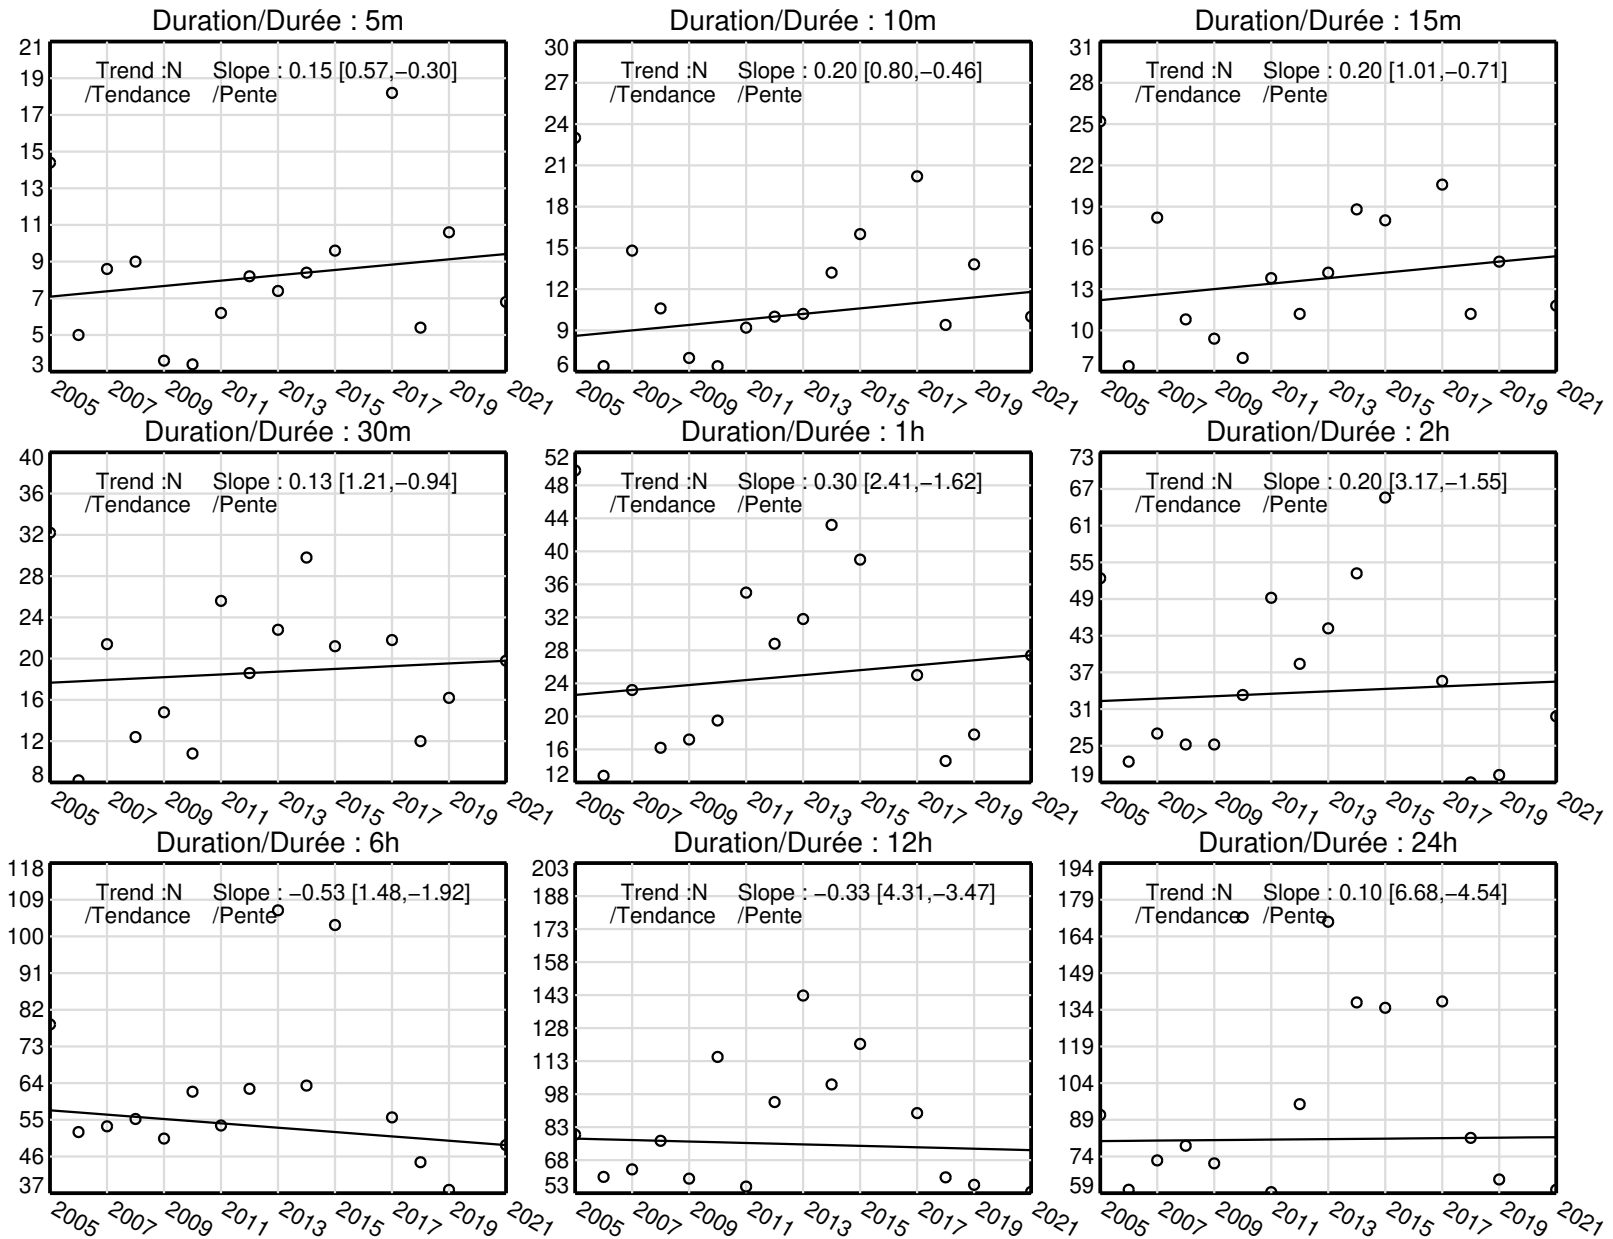 Duration/Durée : 5m
21
19
17
15
13
11
9
7
5
3
Trend :N Slope : 0.15 [0.57,−0.30]
/Tendance /Pente
2005 2007 2009 2011 2013 2015 2017 2019 2021
Duration/Durée : 10m
30
27
24
21
18
15
12
9
6
Trend :N Slope : 0.20 [0.80,−0.46]
/Tendance /Pente
2005 2007 2009 2011 2013 2015 2017 2019 2021
Duration/Durée : 15m
31
28
25
22
19
16
13
10
7
Trend :N Slope : 0.20 [1.01,−0.71]
/Tendance /Pente
2005 2007 2009 2011 2013 2015 2017 2019 2021
Duration/Durée : 30m
40
36
32
28
24
20
16
12
8
Trend :N Slope : 0.13 [1.21,−0.94]
/Tendance /Pente
2005 2007 2009 2011 2013 2015 2017 2019 2021
Duration/Durée : 1h
52
48
44
40
36
32
28
24
20
16
12
Trend :N Slope : 0.30 [2.41,−1.62]
/Tendance /Pente
2005 2007 2009 2011 2013 2015 2017 2019 2021
Duration/Durée : 2h
73
67
61
55
49
43
37
31
25
19
Trend :N Slope : 0.20 [3.17,−1.55]
/Tendance /Pente
2005 2007 2009 2011 2013 2015 2017 2019 2021
Duration/Durée : 6h
118
109
100
91
82
73
64
55
46
37
Trend :N Slope : −0.53 [1.48,−1.92]
/Tendance /Pente
2005 2007 2009 2011 2013 2015 2017 2019 2021
Duration/Durée : 12h
203
188
173
158
143
128
113
98
83
68
53
Trend :N Slope : −0.33 [4.31,−3.47]
/Tendance /Pente
2005 2007 2009 2011 2013 2015 2017 2019 2021
Duration/Durée : 24h
194
179
164
149
134
119
104
89
74
59
Trend :N Slope : 0.10 [6.68,−4.54]
/Tendance /Pente
2005 2007 2009 2011 2013 2015 2017 2019 2021